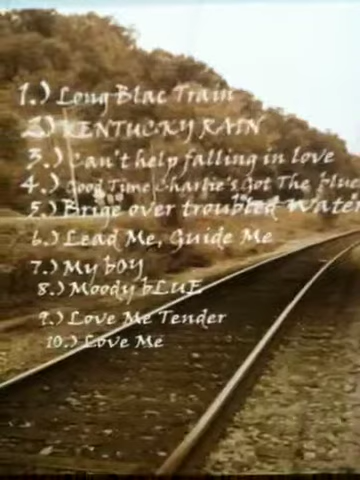 1.) Long Blac Train
2.) KENTUCKY RAIN
3.) Can't help falling in love
4.) Good Time Charlie's Got The blues
5.) Brige over troubled Water
6.) Lead Me, Guide Me
7.) My bOY
8.) Moody bLUE
9.) Love Me Tender
10.) Love Me